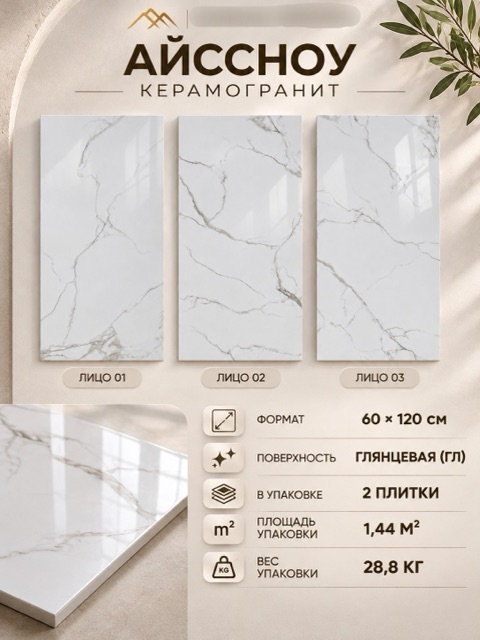 АЙССНОУ
КЕРАМОГРАНИТ
ЛИЦО 01
ЛИЦО 02
ЛИЦО 03
ФОРМАТ
60 × 120 см
ПОВЕРХНОСТЬ
ГЛЯНЦЕВАЯ (ГЛ)
В УПАКОВКЕ
2 ПЛИТКИ
m²
ПЛОЩАДЬ
УПАКОВКИ
1,44 М²
KG
ВЕС
УПАКОВКИ
28,8 КГ